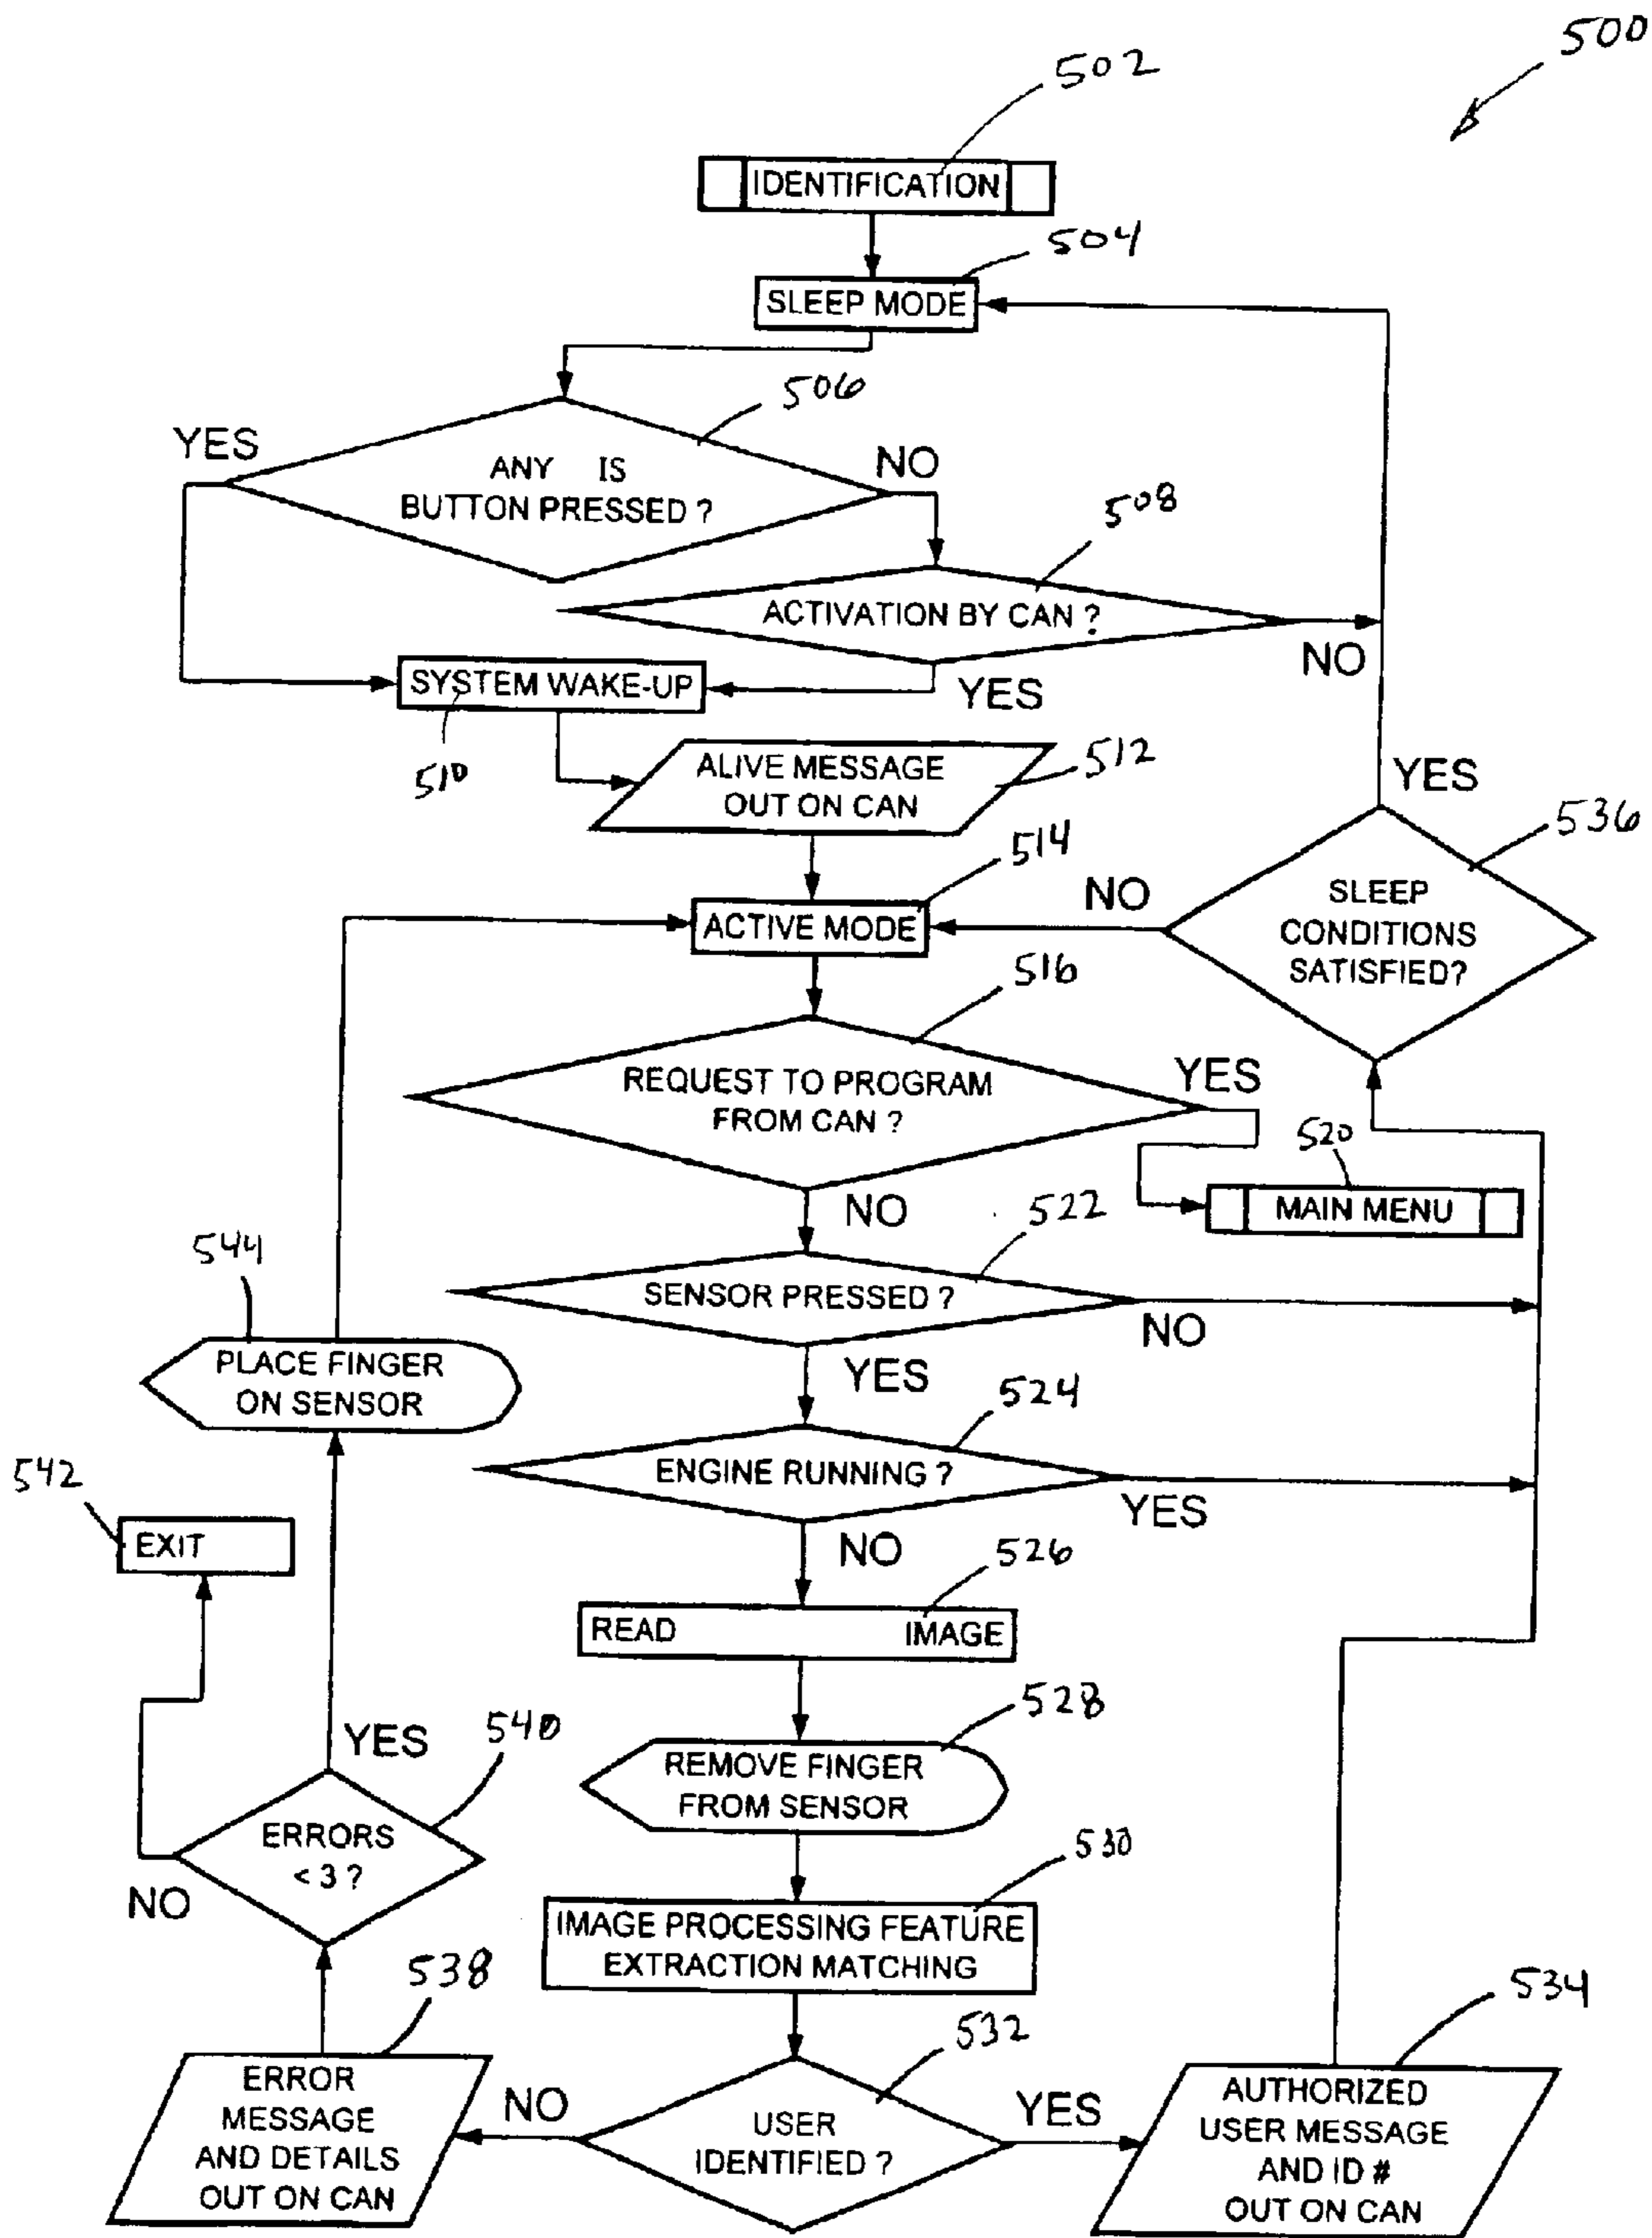 500
502
IDENTIFICATION
504
SLEEP MODE
506
YES
ANY IS
BUTTON PRESSED ?
NO
508
ACTIVATION BY CAN ?
NO
SYSTEM WAKE-UP
YES
510
ALIVE MESSAGE
OUT ON CAN
512
YES
536
514
ACTIVE MODE
NO
SLEEP
CONDITIONS
SATISFIED?
516
REQUEST TO PROGRAM
FROM CAN ?
YES
520
MAIN MENU
NO
522
SENSOR PRESSED ?
NO
544
PLACE FINGER
ON SENSOR
YES
524
ENGINE RUNNING ?
YES
542
EXIT
NO
526
READ IMAGE
528
REMOVE FINGER
FROM SENSOR
YES
540
ERRORS
< 3 ?
NO
530
IMAGE PROCESSING FEATURE
EXTRACTION MATCHING
538
532
534
ERROR
MESSAGE
AND DETAILS
OUT ON CAN
NO
USER
IDENTIFIED ?
YES
AUTHORIZED
USER MESSAGE
AND ID #
OUT ON CAN